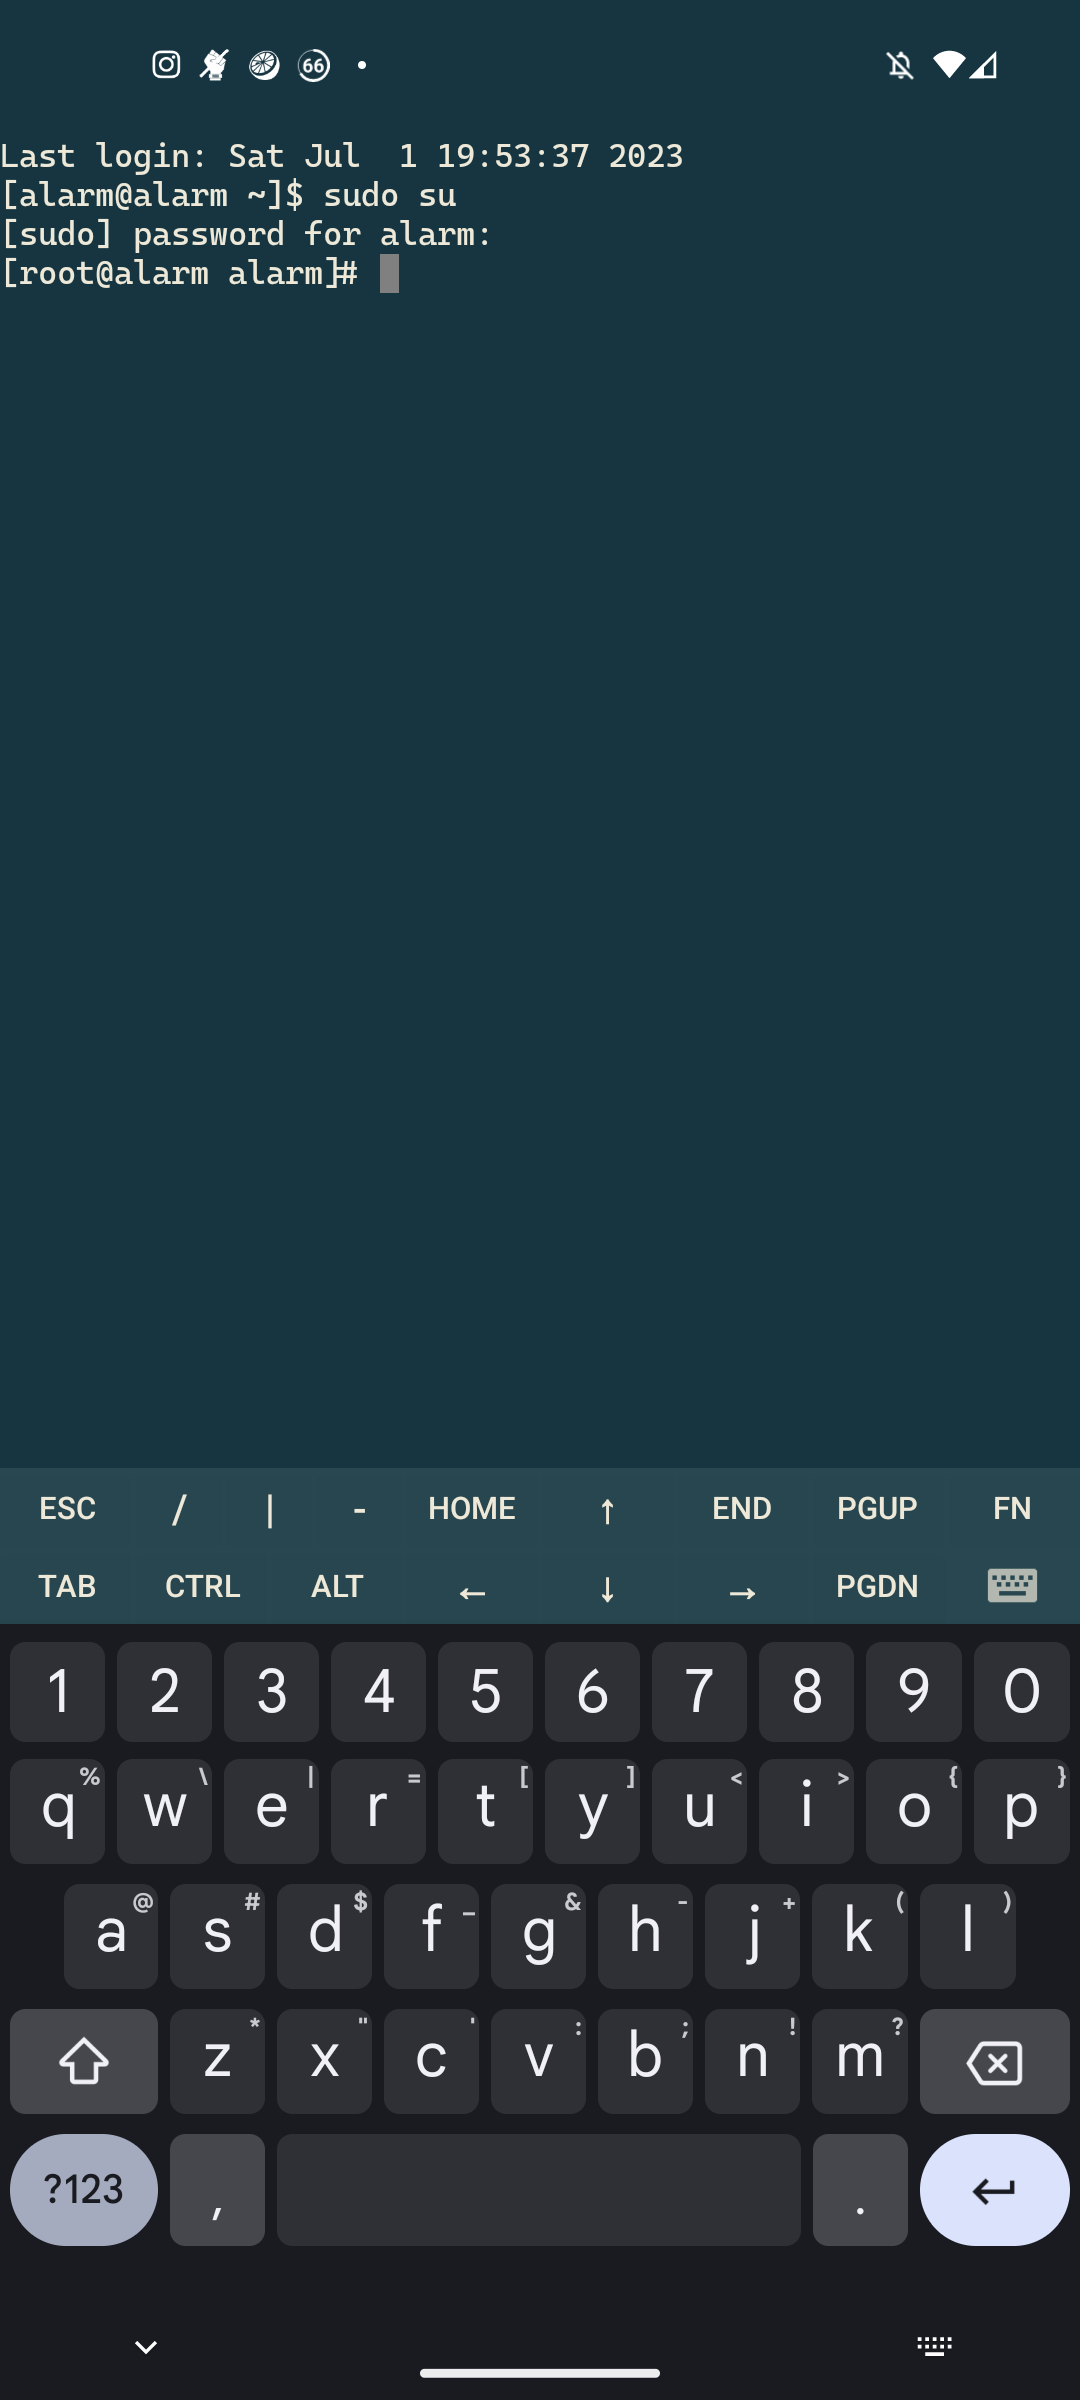 66
Last login: Sat Jul  1 19:53:37 2023
[alarm@alarm ~]$ sudo su
[sudo] password for alarm:
[root@alarm alarm]#
ESC / | - HOME ↑ END PGUP FN
TAB CTRL ALT ← ↓ → PGDN
1 2 3 4 5 6 7 8 9 0
q % w \ e | r = t [ y ] u < i > o { p }
a @ s # d $ f _ g & h - j + k ( l )
z * x " c ' v : b ; n ! m ?
?123 , .